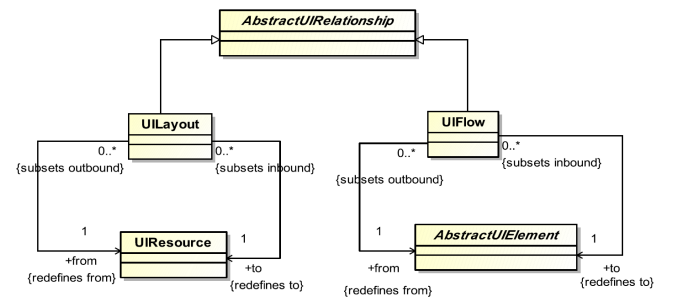 AbstractUIRelationship
UILayout
UIFlow
0..*
0..*
{subsets outbound}
{subsets inbound}
0..*
0..*
{subsets outbound}
{subsets inbound}
1
1
UIResource
+from
{redefines from}
+to
{redefines to}
1
1
AbstractUIElement
+from
{redefines from}
+to
{redefines to}